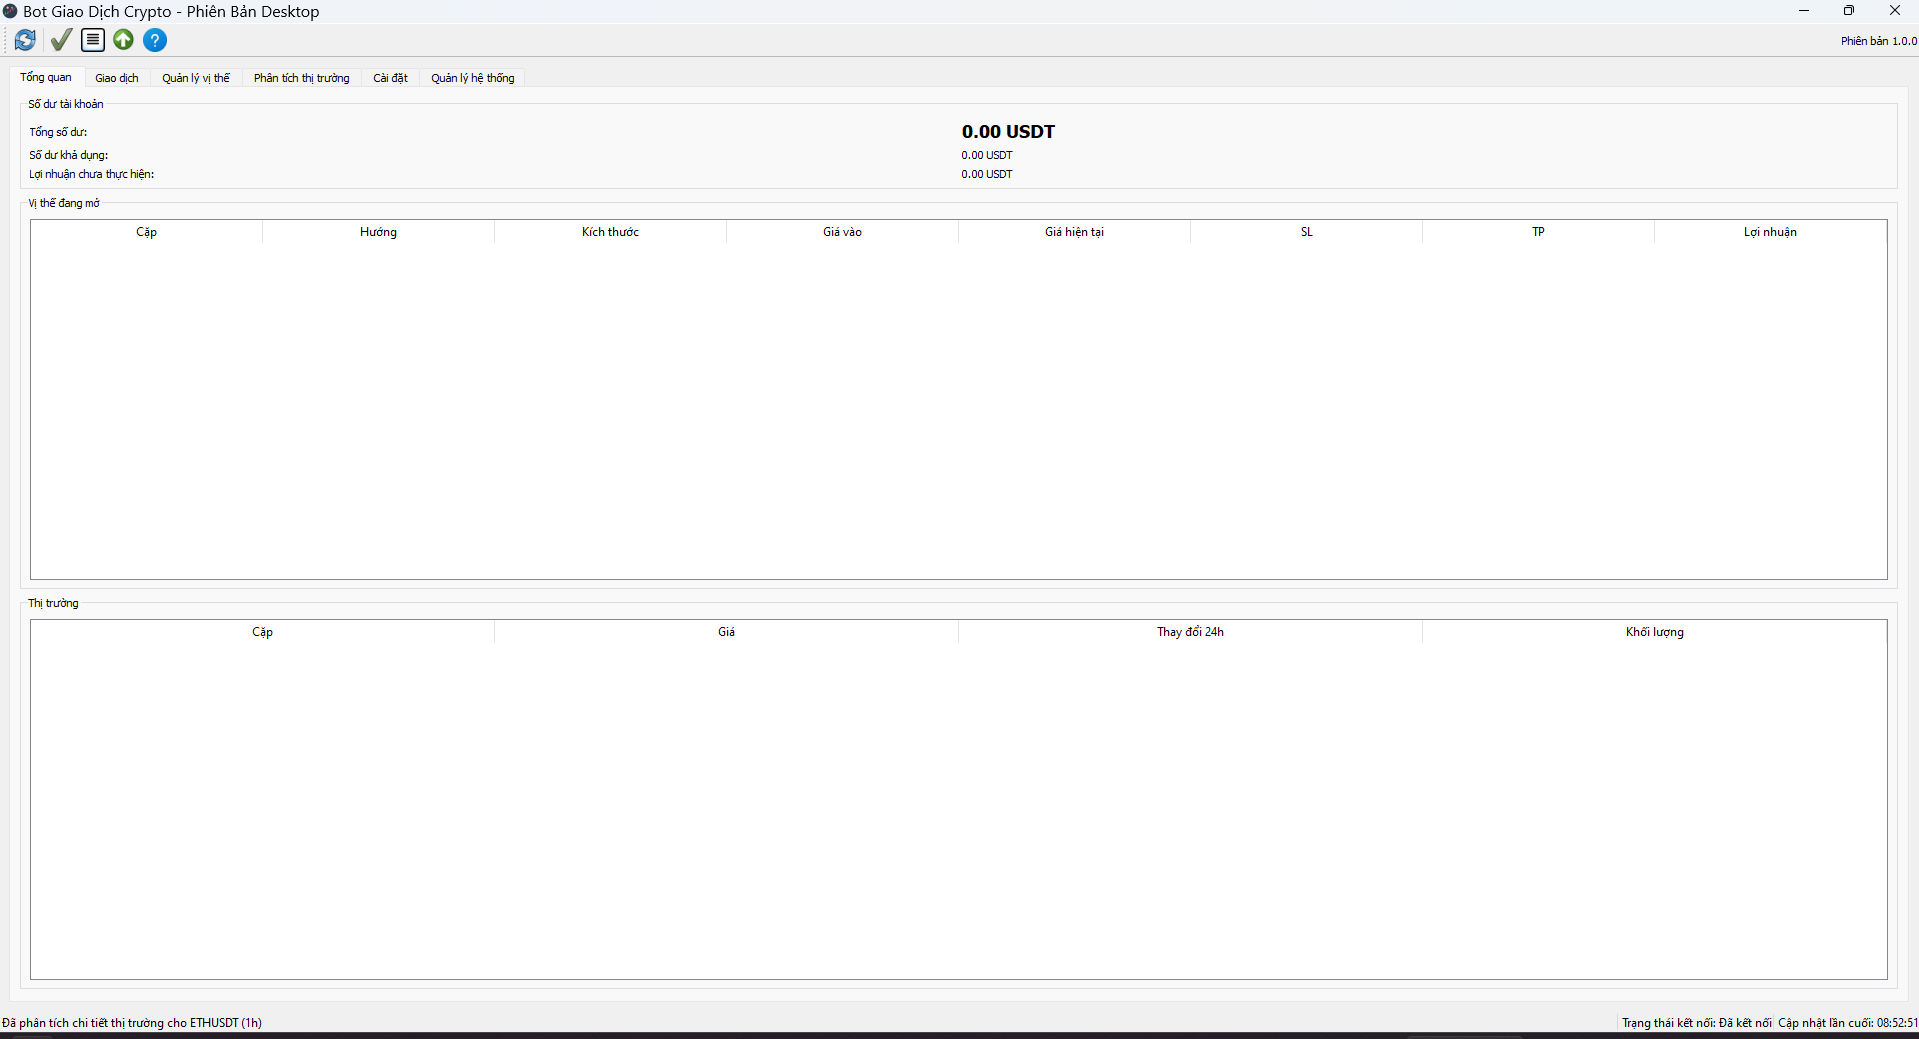 Bot Giao Dịch Crypto - Phiên Bản Desktop
Phiên bản 1.0.0
Tổng quan Giao dịch Quản lý vị thế Phân tích thị trường Cài đặt Quản lý hệ thống
Số dư tài khoản
Tổng số dư: 0.00 USDT
Số dư khả dụng: 0.00 USDT
Lợi nhuận chưa thực hiện: 0.00 USDT
Vị thế đang mở
Cặp Hướng Kích thước Giá vào Giá hiện tại SL TP Lợi nhuận
Thị trường
Cặp Giá Thay đổi 24h Khối lượng
Đã phân tích chi tiết thị trường cho ETHUSDT (1h) Trạng thái kết nối: Đã kết nối Cập nhật lần cuối: 08:52:51